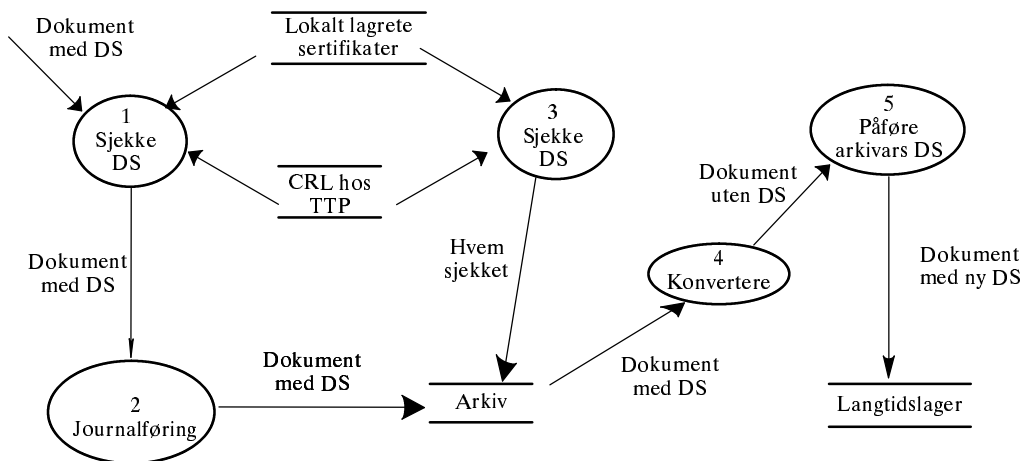 Dokument
med DS
Lokalt lagrete
sertifikater
1
Sjekke
DS
3
Sjekke
DS
5
Påføre
arkivars DS
CRL hos
TTP
Dokument
uten DS
Dokument
med DS
Hvem
sjekket
4
Konvertere
Dokument
med ny DS
Dokument
med DS
Dokument
med DS
2
Journalføring
Arkiv
Langtidslager